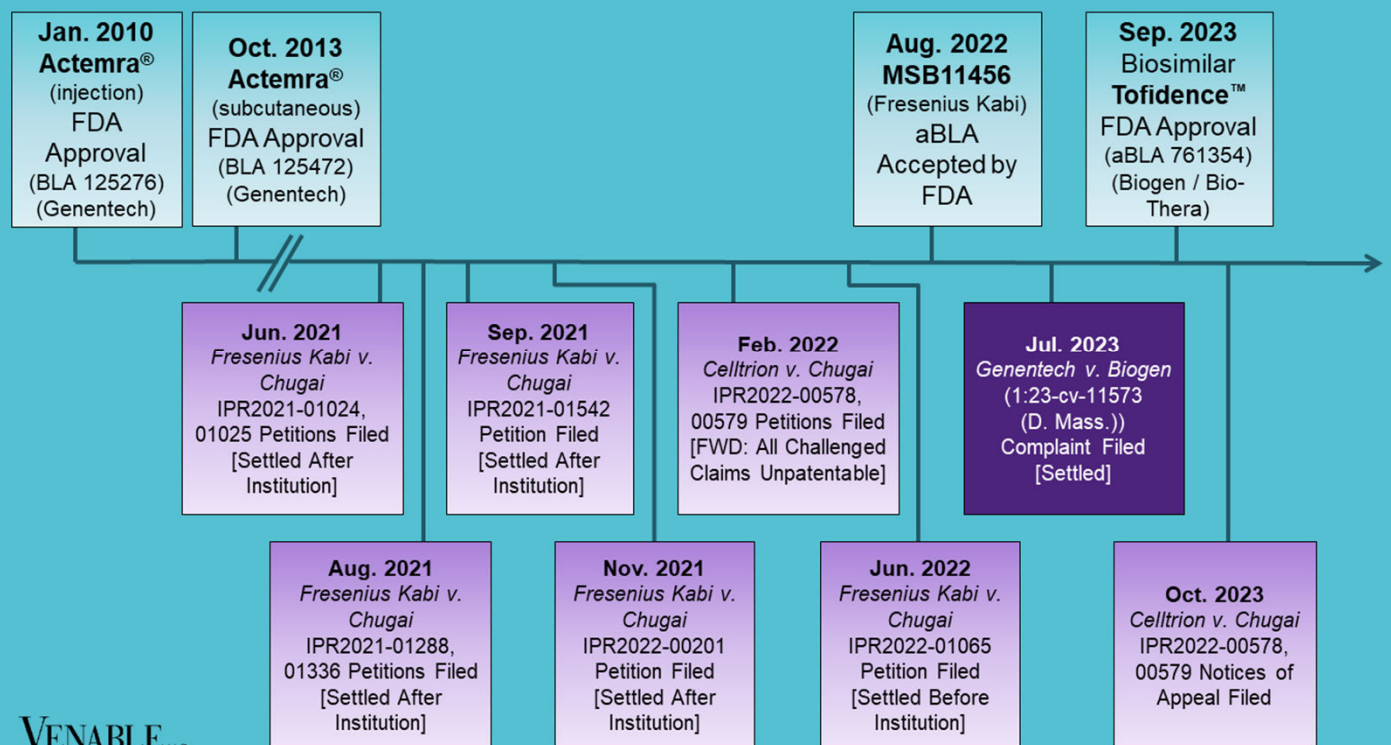 Jan. 2010
Actemra®
(injection)
FDA
Approval
(BLA 125276)
(Genentech)
Oct. 2013
Actemra®
(subcutaneous)
FDA Approval
(BLA 125472)
(Genentech)
Aug. 2022
MSB11456
(Fresenius Kabi)
aBLA
Accepted by
FDA
Sep. 2023
Biosimilar
Tofidence™
FDA Approval
(aBLA 761354)
(Biogen / Bio-
Thera)
Jun. 2021
Fresenius Kabi v.
Chugai
IPR2021-01024,
01025 Petitions Filed
[Settled After
Institution]
Sep. 2021
Fresenius Kabi v.
Chugai
IPR2021-01542
Petition Filed
[Settled After
Institution]
Feb. 2022
Celltrion v. Chugai
IPR2022-00578,
00579 Petitions Filed
[FWD: All Challenged
Claims Unpatentable]
Jul. 2023
Genentech v. Biogen
(1:23-cv-11573
(D. Mass.))
Complaint Filed
[Settled]
Aug. 2021
Fresenius Kabi v.
Chugai
IPR2021-01288,
01336 Petitions Filed
[Settled After
Institution]
Nov. 2021
Fresenius Kabi v.
Chugai
IPR2022-00201
Petition Filed
[Settled After
Institution]
Jun. 2022
Fresenius Kabi v.
Chugai
IPR2022-01065
Petition Filed
[Settled Before
Institution]
Oct. 2023
Celltrion v. Chugai
IPR2022-00578,
00579 Notices of
Appeal Filed
VENABLE